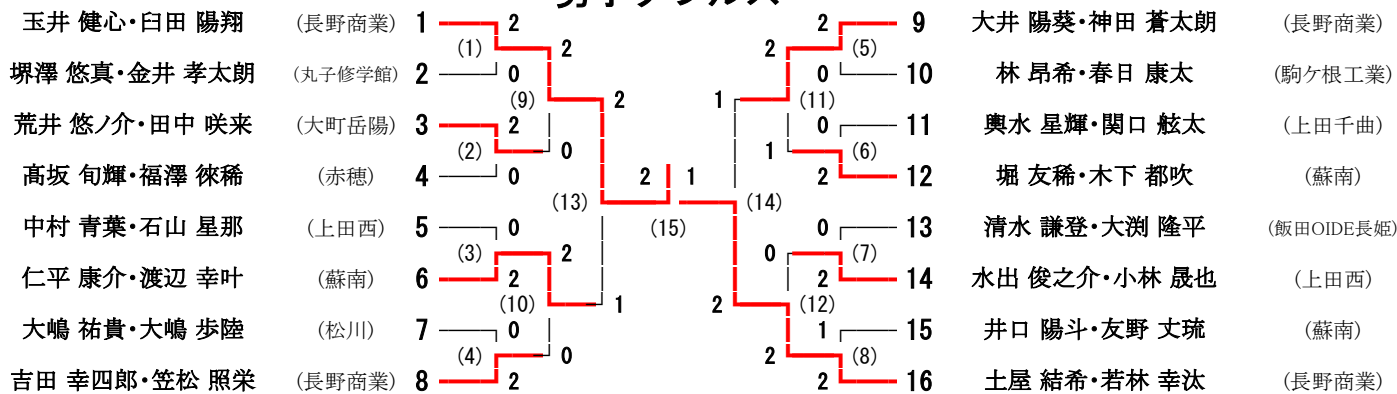 男子ダブルス
玉井 健心・臼田 陽翔 (長野商業) 1 2 2 9 大井 陽葵・神田 蒼太朗 (長野商業)
(1) 2 2 (5)
堺澤 悠真・金井 孝太朗 (丸子修学館) 2 0 0 10 林 昂希・春日 康太 (駒ケ根工業)
(9) 2 1 (11)
荒井 悠ノ介・田中 咲来 (大町岳陽) 3 2 0 11 輿水 星輝・関口 舷太 (上田千曲)
(2) 0 1 (6)
髙坂 旬輝・福澤 徠稀 (赤穂) 4 0 2 1 2 12 堀 友稀・木下 都吹 (蘇南)
(13) (14)
中村 青葉・石山 星那 (上田西) 5 0 (15) 0 13 清水 謙登・大渕 隆平 (飯田OIDE長姫)
(3) 2 0 (7)
仁平 康介・渡辺 幸叶 (蘇南) 6 2 2 14 水出 俊之介・小林 晟也 (上田西)
(10) 1 2 (12)
大嶋 祐貴・大嶋 歩陸 (松川) 7 0 1 15 井口 陽斗・友野 丈琉 (蘇南)
(4) 0 2 (8)
吉田 幸四郎・笠松 照栄 (長野商業) 8 2 2 16 土屋 結希・若林 幸汰 (長野商業)